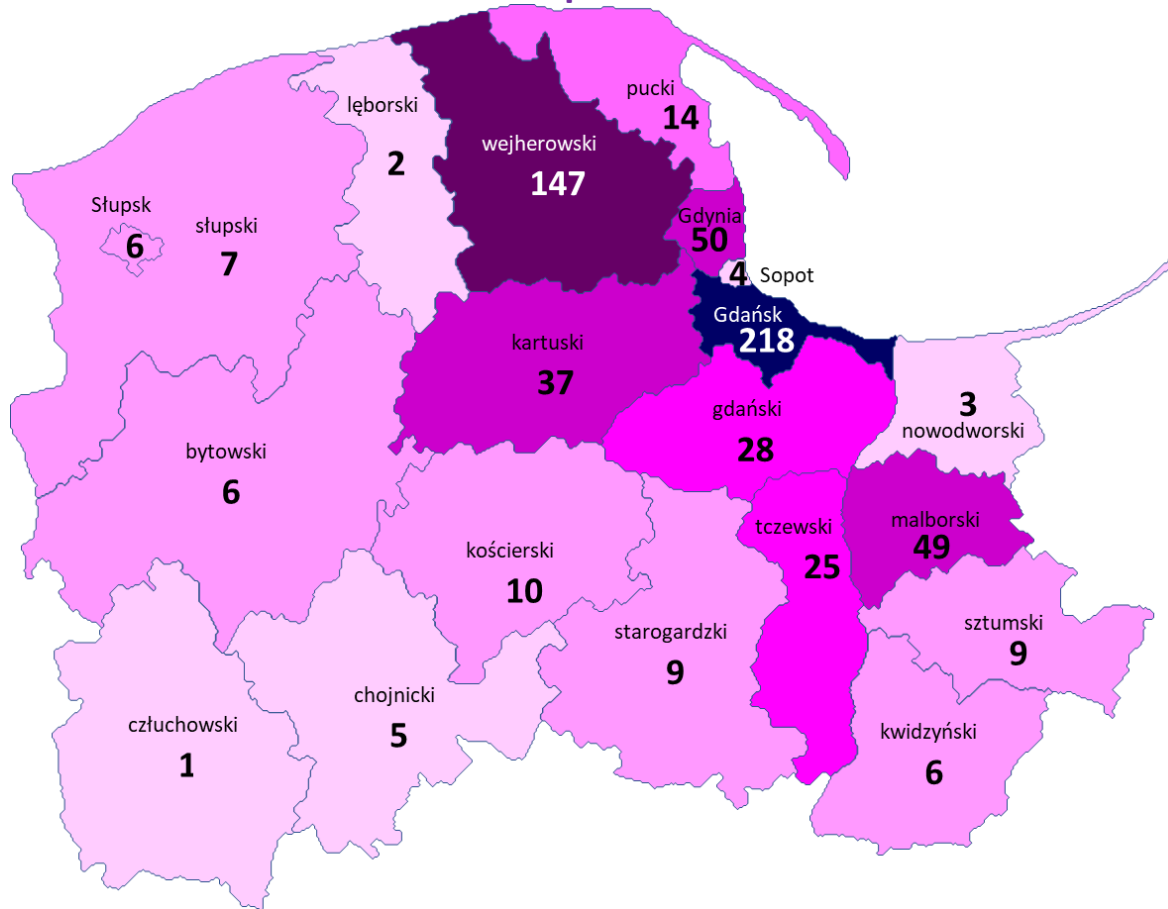 pucki
14
lęborski
2
wejherowski
147
Słupsk
6
słupski
7
Gdynia
50
4 Sopot
Gdańsk
218
kartuski
37
gdański
28
3
nowodworski
bytowski
6
malborski
49
tczewski
25
kościerski
10
starogardzki
9
sztumski
9
chojnicki
5
człuchowski
1
kwidzyński
6